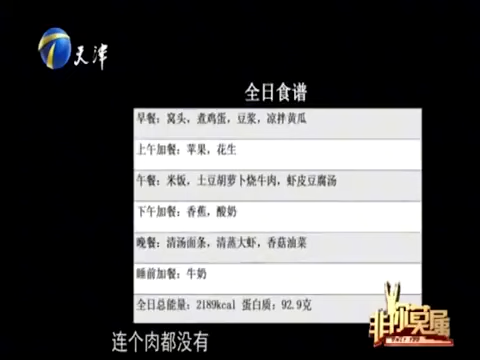 天津
全日食谱
早餐：窝头，煮鸡蛋，豆浆，凉拌黄瓜
上午加餐：苹果，花生
午餐：米饭，土豆胡萝卜烧牛肉，虾皮豆腐汤
下午加餐：香蕉，酸奶
晚餐：清汤面条，清蒸大虾，香菇油菜
睡前加餐：牛奶
全日总能量：2189kcal 蛋白质：92.9克
非你莫属
连个肉都没有